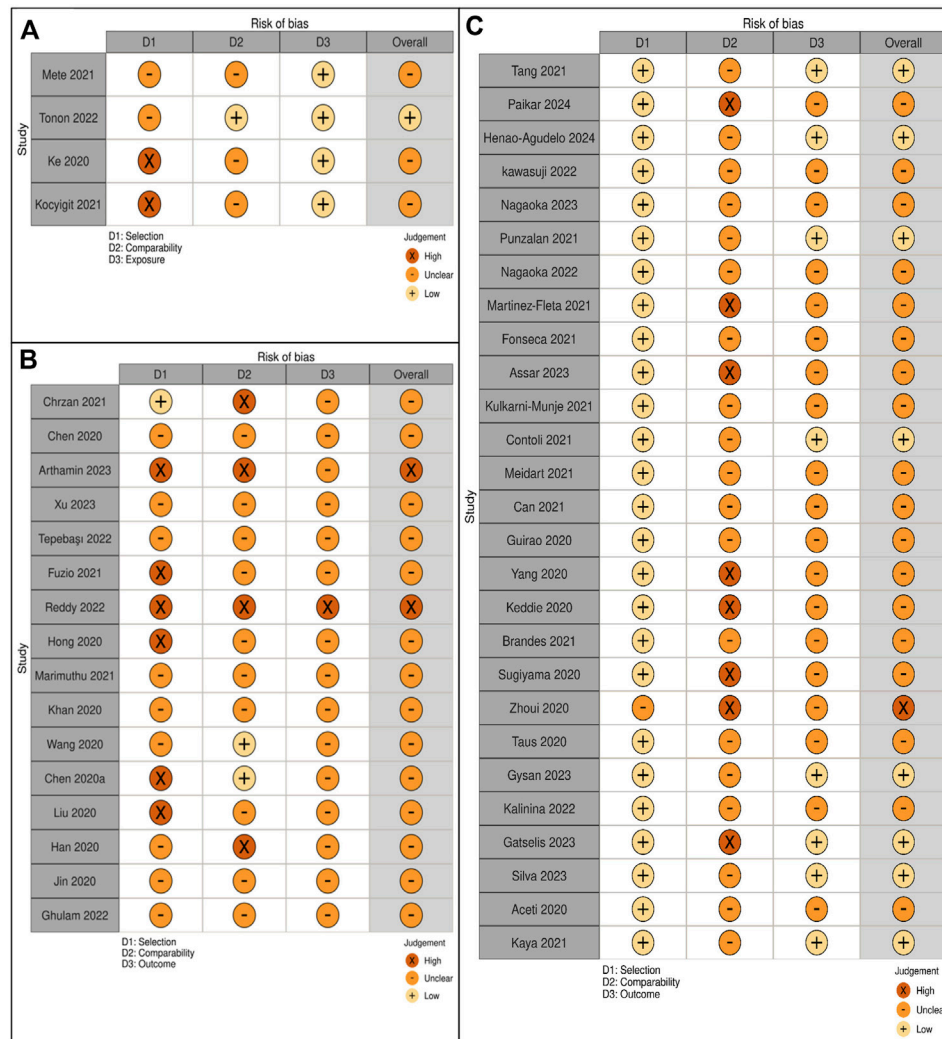 A
Risk of bias
D1 D2 D3 Overall
Study
Mete 2021 - - + -
Tonon 2022 - + + +
Ke 2020 X - + -
Kocyigit 2021 X - + -
D1: Selection
D2: Comparability
D3: Exposure
Judgement
X High
- Unclear
+ Low
B
Risk of bias
D1 D2 D3 Overall
Study
Chrzan 2021 + X - -
Chen 2020 - - - -
Arthamin 2023 X X - X
Xu 2023 - - - -
Tepebaşı 2022 - - - -
Fuzio 2021 X - - -
Reddy 2022 X X X X
Hong 2020 X - - -
Marimuthu 2021 - - - -
Khan 2020 - - - -
Wang 2020 - + - -
Chen 2020a X + - -
Liu 2020 X - - -
Han 2020 - X - -
Jin 2020 - - - -
Ghulam 2022 - - - -
D1: Selection
D2: Comparability
D3: Outcome
Judgement
X High
- Unclear
+ Low
C
Risk of bias
D1 D2 D3 Overall
Study
Tang 2021 + - + +
Paikar 2024 + X - -
Henao-Agudelo 2024 + - + +
kawasuji 2022 + - - -
Nagaoka 2023 + - - -
Punzalan 2021 + - + +
Nagaoka 2022 + - - -
Martinez-Fleta 2021 + X - -
Fonseca 2021 + - - -
Assar 2023 + X - -
Kulkarni-Munje 2021 + - - -
Contoli 2021 + - + +
Meidart 2021 + - - -
Can 2021 + - - -
Guirao 2020 + - - -
Yang 2020 + X - -
Keddie 2020 + X - -
Brandes 2021 + - - -
Sugiyama 2020 + X - -
Zhoui 2020 - X - X
Taus 2020 + - - -
Gysan 2023 + - + +
Kalinina 2022 + - - -
Gatselis 2023 + X + +
Silva 2023 + - + +
Aceti 2020 + - - -
Kaya 2021 + - + +
D1: Selection
D2: Comparability
D3: Outcome
Judgement
X High
- Unclear
+ Low